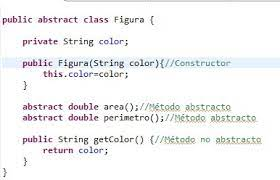 public abstract class Figura {
private String color;
public Figura(String color){//Constructor
this.color=color;
}
abstract double area();//Método abstracto
abstract double perimetro();//Método abstracto
public String getColor() {//Método no abstracto
return color;
}
}